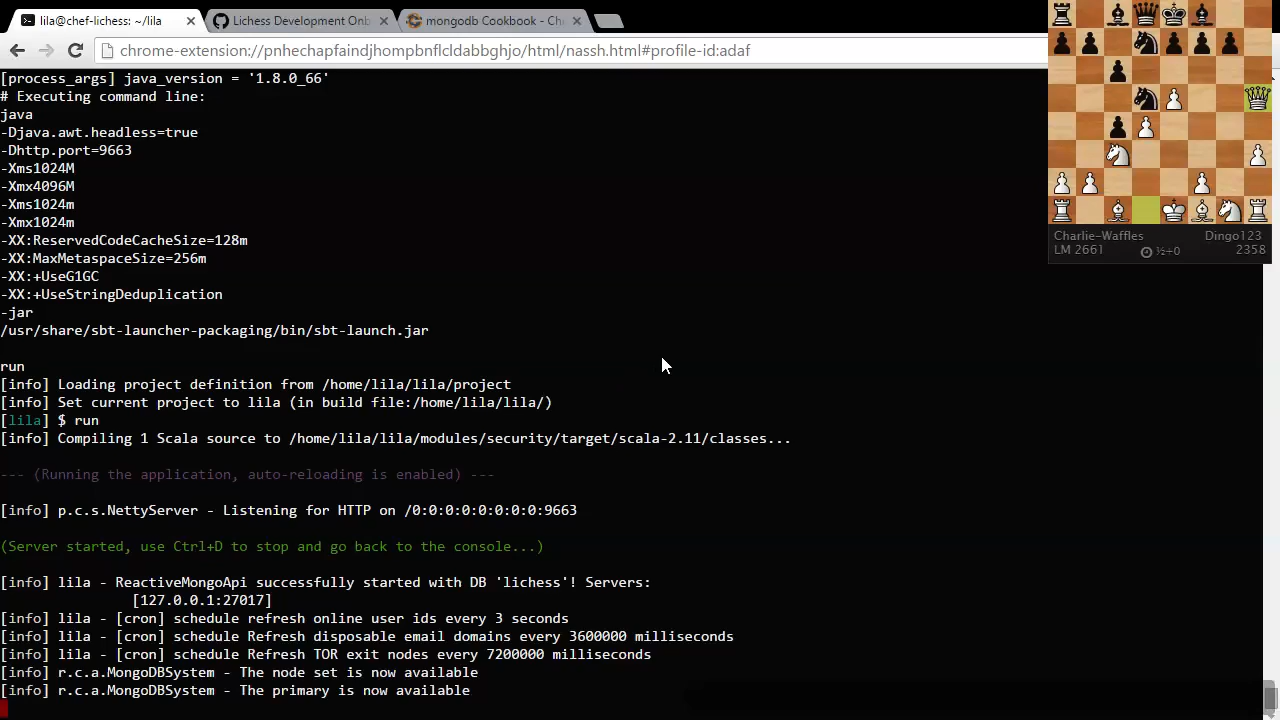 lila@chef-lichess: ~/lila
Lichess Development Onb
mongodb Cookbook - Che
chrome-extension://pnhechapfaindjhompbnflcldabbghjo/html/nassh.html#profile-id:adaf
[process_args] java_version = '1.8.0_66'
# Executing command line:
java
-Djava.awt.headless=true
-Dhttp.port=9663
-Xms1024M
-Xmx4096M
-Xms1024m
-Xmx1024m
-XX:ReservedCodeCacheSize=128m
-XX:MaxMetaspaceSize=256m
-XX:+UseG1GC
-XX:+UseStringDeduplication
-jar
/usr/share/sbt-launcher-packaging/bin/sbt-launch.jar
run
[info] Loading project definition from /home/lila/lila/project
[info] Set current project to lila (in build file:/home/lila/lila/)
[lila] $ run
[info] Compiling 1 Scala source to /home/lila/lila/modules/security/target/scala-2.11/classes...
--- (Running the application, auto-reloading is enabled) ---
[info] p.c.s.NettyServer - Listening for HTTP on /0:0:0:0:0:0:0:0:9663
(Server started, use Ctrl+D to stop and go back to the console...)
[info] lila - ReactiveMongoApi successfully started with DB 'lichess'! Servers:
[127.0.0.1:27017]
[info] lila - [cron] schedule refresh online user ids every 3 seconds
[info] lila - [cron] schedule Refresh disposable email domains every 3600000 milliseconds
[info] lila - [cron] schedule Refresh TOR exit nodes every 7200000 milliseconds
[info] r.c.a.MongoDBSystem - The node set is now available
[info] r.c.a.MongoDBSystem - The primary is now available
Charlie-Waffles Dingo123
LM 2661 ½+0 2358